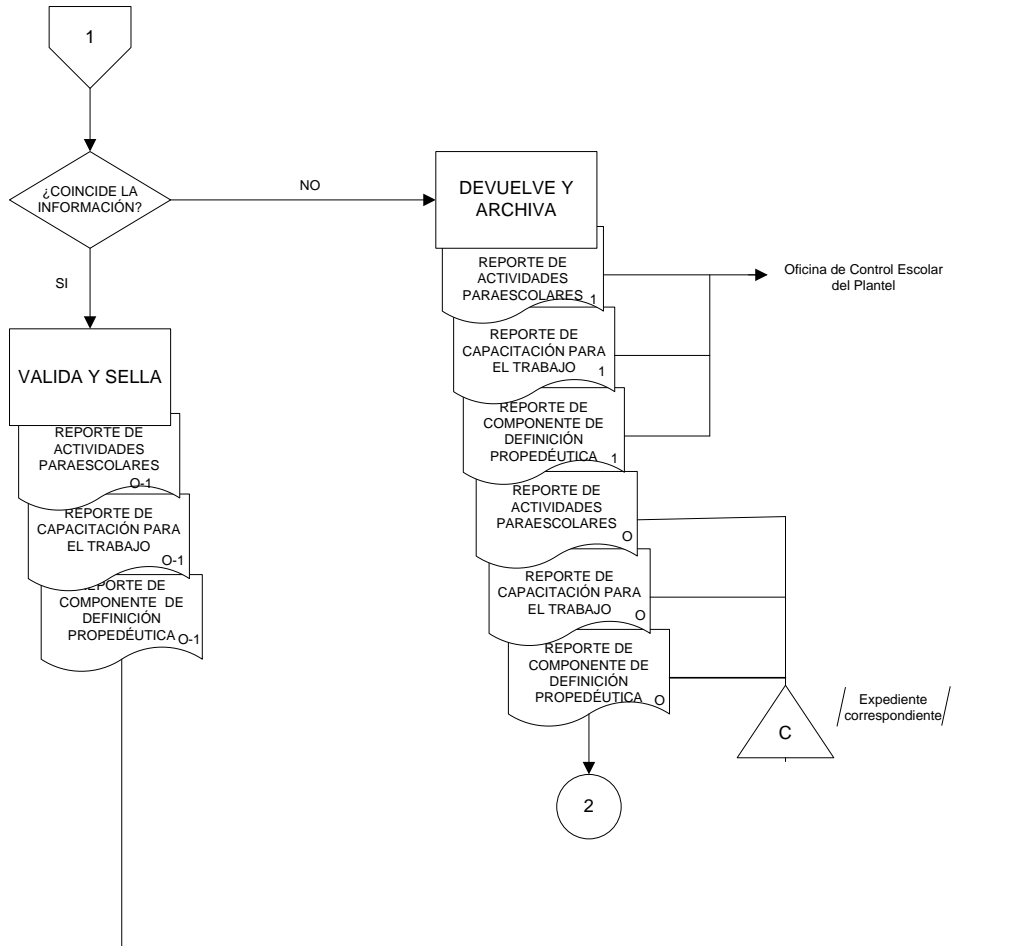 1
¿COINCIDE LA
INFORMACIÓN?
NO
SI
DEVUELVE Y
ARCHIVA
REPORTE DE
ACTIVIDADES
PARAESCOLARES 1
REPORTE DE
CAPACITACIÓN PARA
EL TRABAJO 1
REPORTE DE
COMPONENTE DE
DEFINICIÓN
PROPEDÉUTICA 1
Oficina de Control Escolar
del Plantel
REPORTE DE
ACTIVIDADES
PARAESCOLARES
O
REPORTE DE
CAPACITACIÓN PARA
EL TRABAJO O
REPORTE DE
COMPONENTE DE
DEFINICIÓN
PROPEDÉUTICA O
C
Expediente
correspondiente
2
VALIDA Y SELLA
REPORTE DE
ACTIVIDADES
PARAESCOLARES
O-1
REPORTE DE
CAPACITACIÓN PARA
EL TRABAJO
O-1
REPORTE DE
COMPONENTE DE
DEFINICIÓN
PROPEDÉUTICA O-1